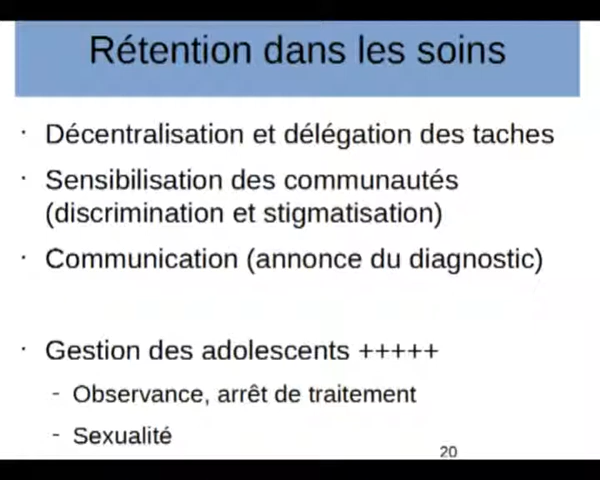 Rétention dans les soins
· Décentralisation et délégation des taches
· Sensibilisation des communautés
(discrimination et stigmatisation)
· Communication (annonce du diagnostic)
· Gestion des adolescents +++++
- Observance, arrêt de traitement
- Sexualité
20